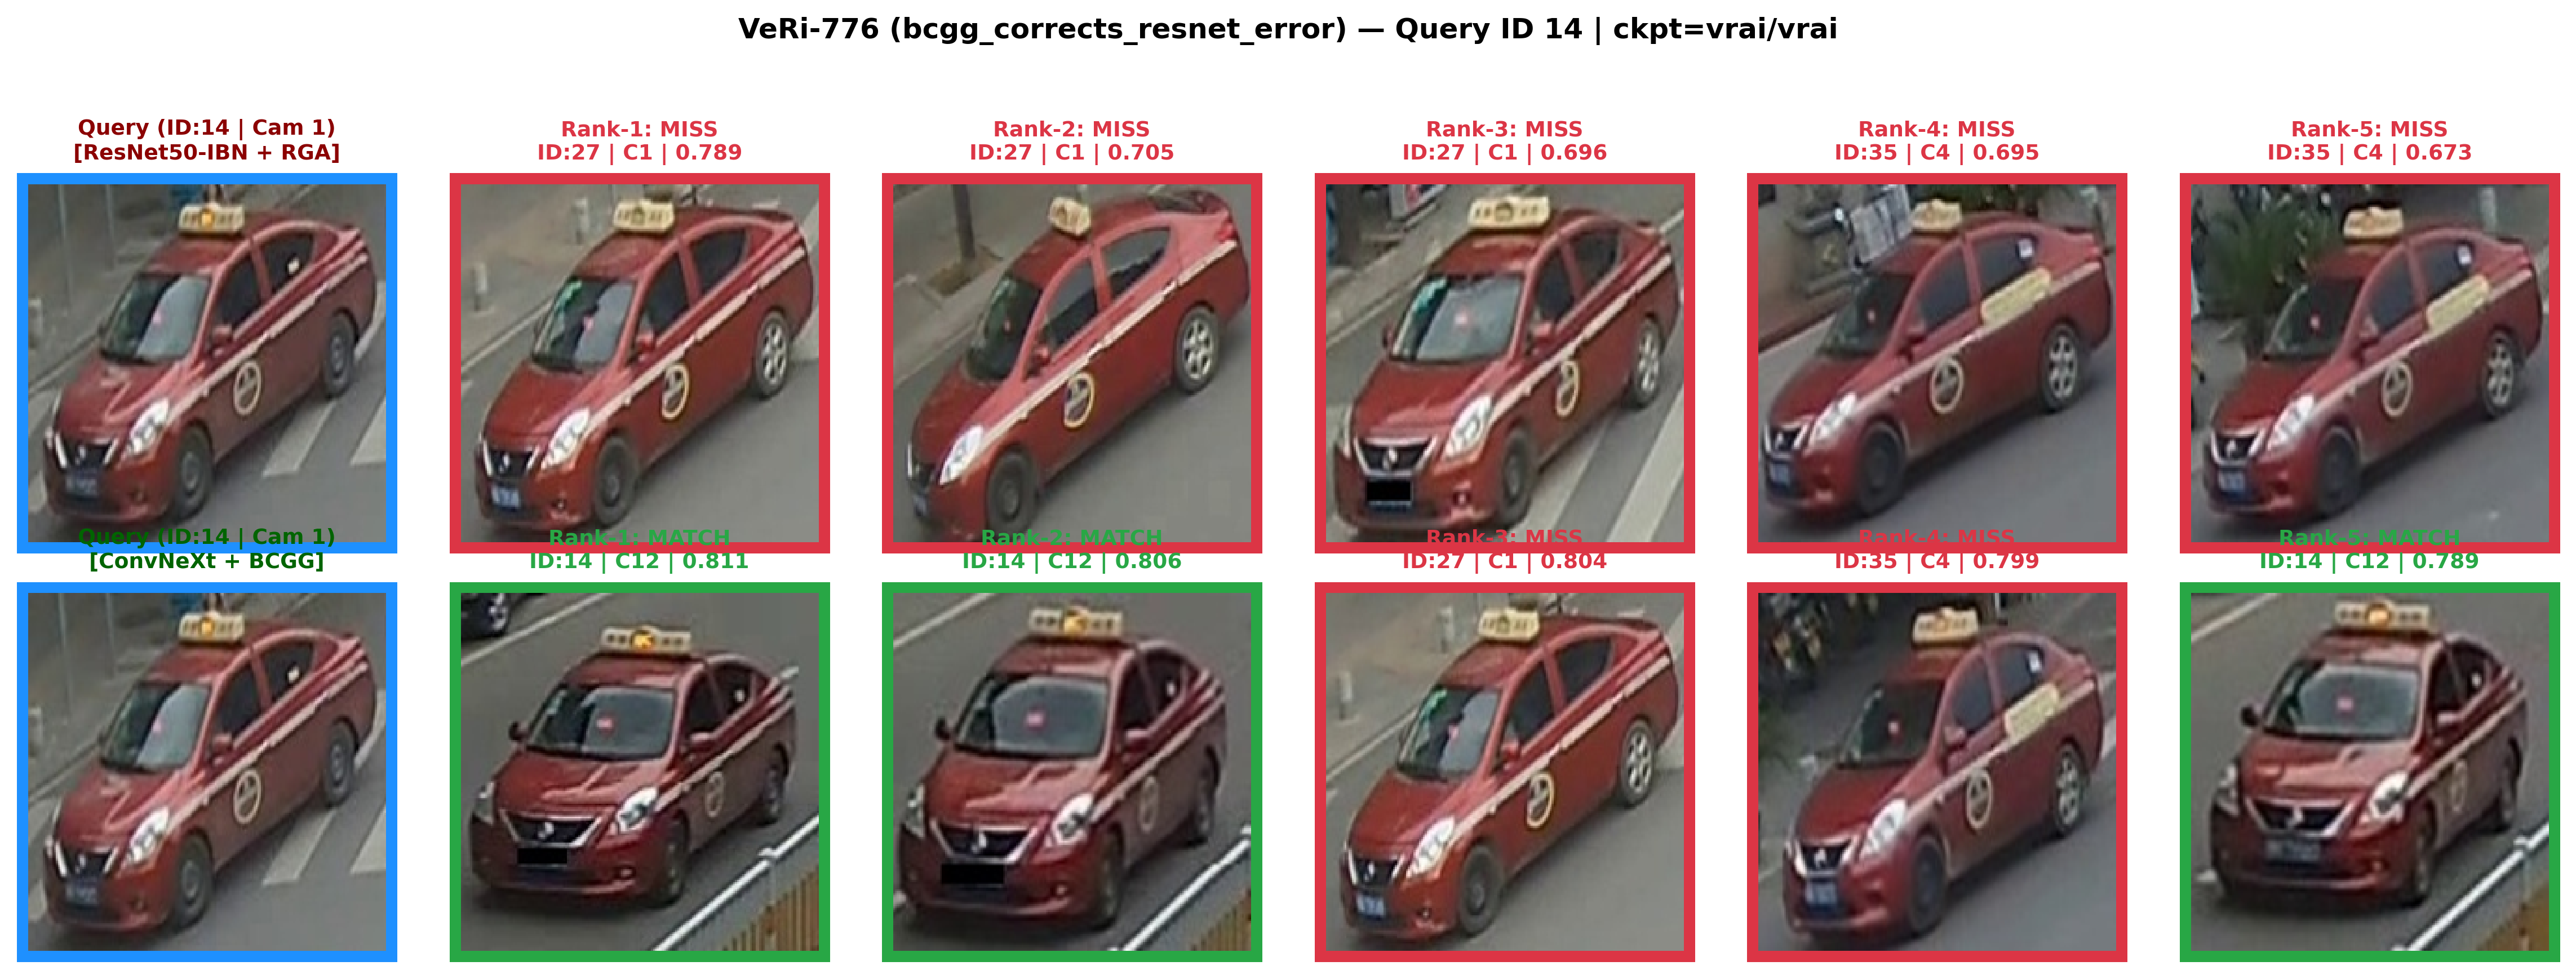 VeRi-776 (bcgg_corrects_resnet_error) — Query ID 14 | ckpt=vrai/vrai
Query (ID:14 | Cam 1)
[ResNet50-IBN + RGA]
Rank-1: MISS
ID:27 | C1 | 0.789
Rank-2: MISS
ID:27 | C1 | 0.705
Rank-3: MISS
ID:27 | C1 | 0.696
Rank-4: MISS
ID:35 | C4 | 0.695
Rank-5: MISS
ID:35 | C4 | 0.673
Query (ID:14 | Cam 1)
[ConvNeXt + BCGG]
Rank-1: MATCH
ID:14 | C12 | 0.811
Rank-2: MATCH
ID:14 | C12 | 0.806
Rank-3: MISS
ID:27 | C1 | 0.804
Rank-4: MISS
ID:35 | C4 | 0.799
Rank-5: MATCH
ID:14 | C12 | 0.789